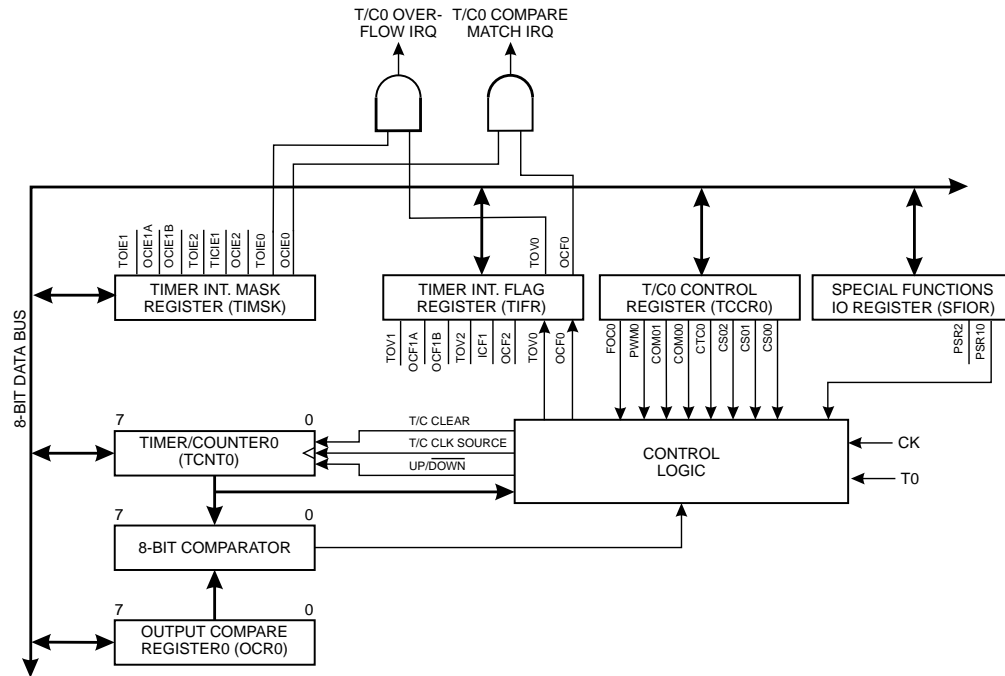 T/C0 OVER-
FLOW IRQ
T/C0 COMPARE
MATCH IRQ
8-BIT DATA BUS
TOIE1
OCIE1A
OCIE1B
TOIE2
TICIE1
OCIE2
TOIE0
OCIE0
TOV0
OCF0
TIMER INT. MASK
REGISTER (TIMSK)
TIMER INT. FLAG
REGISTER (TIFR)
T/C0 CONTROL
REGISTER (TCCR0)
SPECIAL FUNCTIONS
IO REGISTER (SFIOR)
TOV1
OCF1A
OCF1B
TOV2
ICF1
OCF2
TOV0
OCF0
FOC0
PWM0
COM01
COM00
CTC0
CS02
CS01
CS00
PSR2
PSR10
7
0
TIMER/COUNTER0
(TCNT0)
T/C CLEAR
T/C CLK SOURCE
UP/DOWN
CONTROL
LOGIC
CK
T0
7
0
8-BIT COMPARATOR
7
0
OUTPUT COMPARE
REGISTER0 (OCR0)